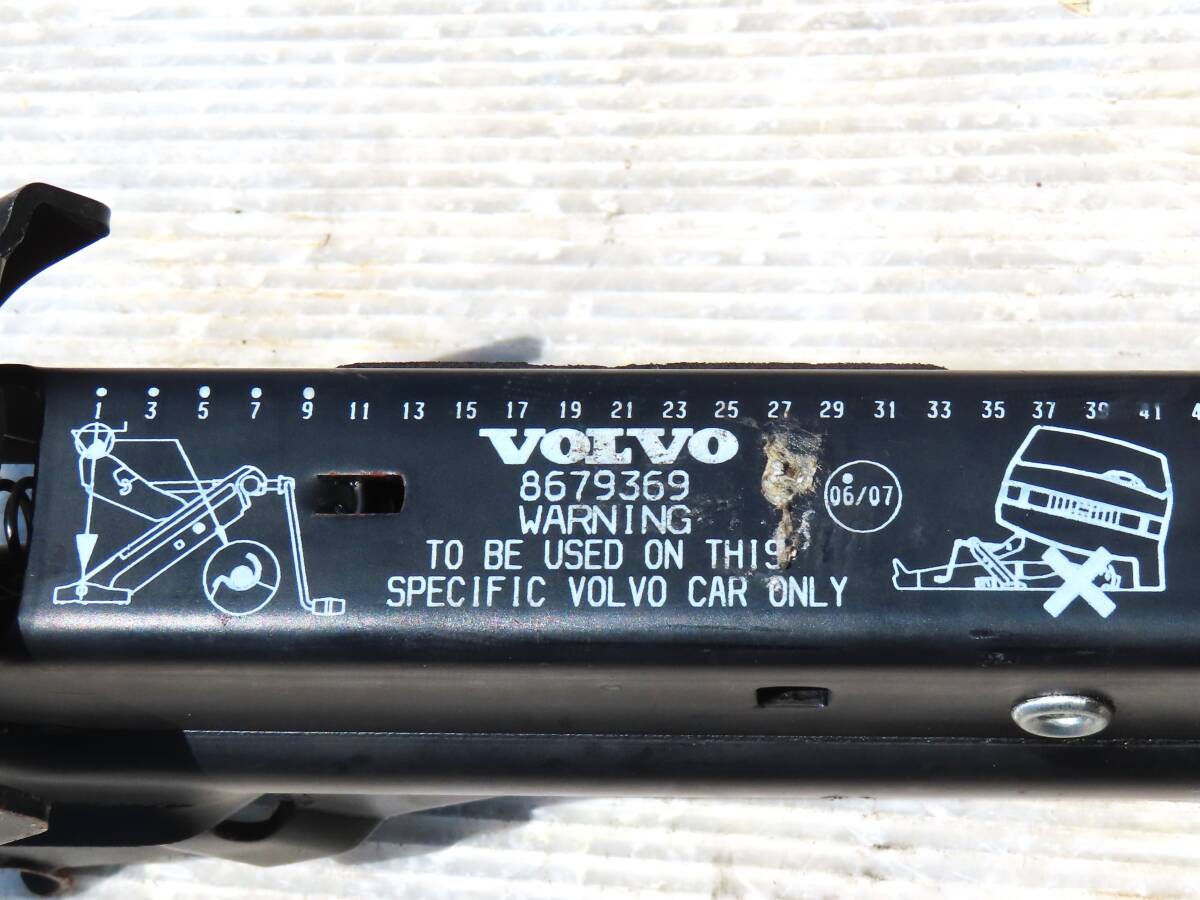 1 3 5 7 9 11 13 15 17 19 21 23 25 27 29 31 33 35 37 39 41
VOLVO
8679369
06/07
WARNING
TO BE USED ON THIS
SPECIFIC VOLVO CAR ONLY